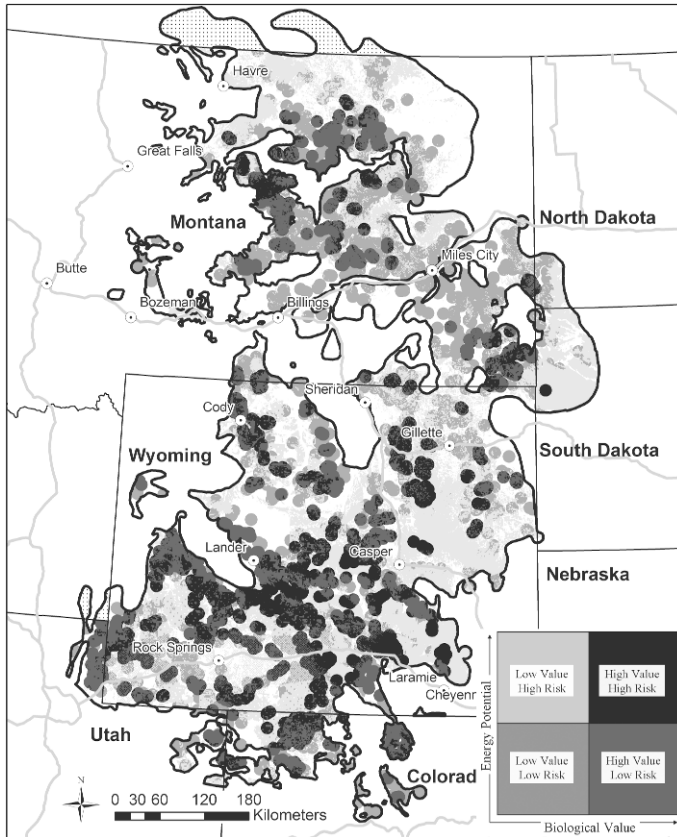 Havre
Great Falls
Montana
North Dakota
Miles City
Butte
Bozeman
Billings
Sheridan
Cody
Gillette
Wyoming
South Dakota
Lander
Casper
Nebraska
Rock Springs
Laramie
Cheyenr
Utah
Colorad
N
0 30 60 120 180
Kilometers
Energy Potential
Low Value
High Risk
High Value
High Risk
Low Value
Low Risk
High Value
Low Risk
Biological Value